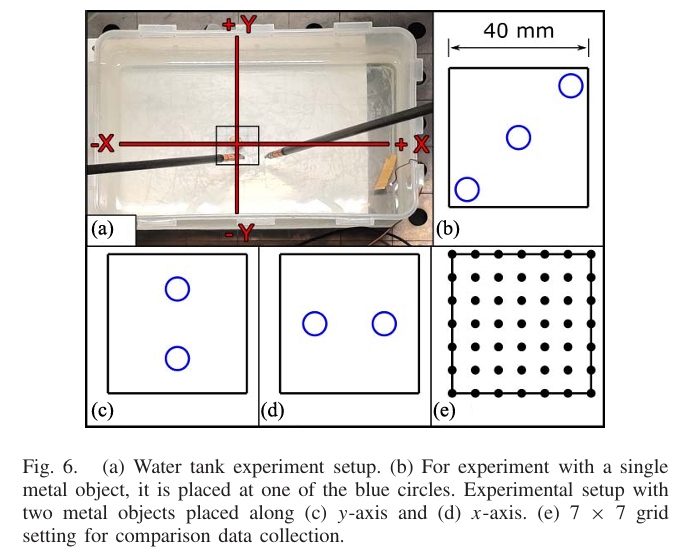 + Y
40 mm
-X
+ X
- Y
(a)
(b)
(c)
(d)
(e)
Fig. 6. (a) Water tank experiment setup. (b) For experiment with a single
metal object, it is placed at one of the blue circles. Experimental setup with
two metal objects placed along (c) y-axis and (d) x-axis. (e) 7 × 7 grid
setting for comparison data collection.